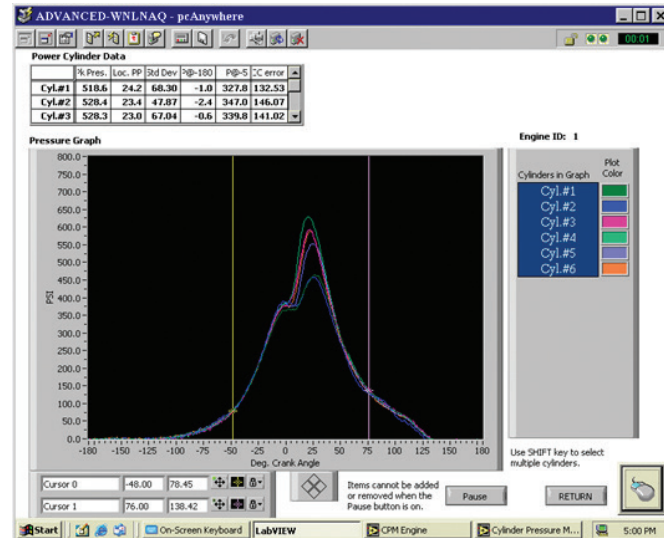 ADVANCED-WNLNAQ - pcAnywhere
00:01
Power Cylinder Data
Pk Pres. Loc. PP Std Dev P@-180 P@-5 CC error
Cyl.#1 518.6 24.2 68.30 -1.0 327.8 132.53
Cyl.#2 528.4 23.4 47.87 -2.4 347.0 146.07
Cyl.#3 528.3 23.0 67.04 -0.6 339.8 141.02
Engine ID: 1
Pressure Graph
Plot
Color
Cylinders in Graph
Cyl.#1
Cyl.#2
Cyl.#3
Cyl.#4
Cyl.#5
Cyl.#6
800.0
750.0
700.0
650.0
600.0
550.0
500.0
450.0
400.0
350.0
300.0
250.0
200.0
150.0
100.0
50.0
0.0
PSI
-180 -150 -125 -100 -75 -50 -25 0 25 50 75 100 125 150 180
Deg. Crank Angle
Use SHIFT key to select
multiple cylinders.
Cursor 0 -48.00 78.45
Cursor 1 76.00 138.42
Items cannot be added
or removed when the
Pause button is on.
Pause
RETURN
Start On-Screen Keyboard LabVIEW CPM Engine Cylinder Pressure M... 5:00 PM